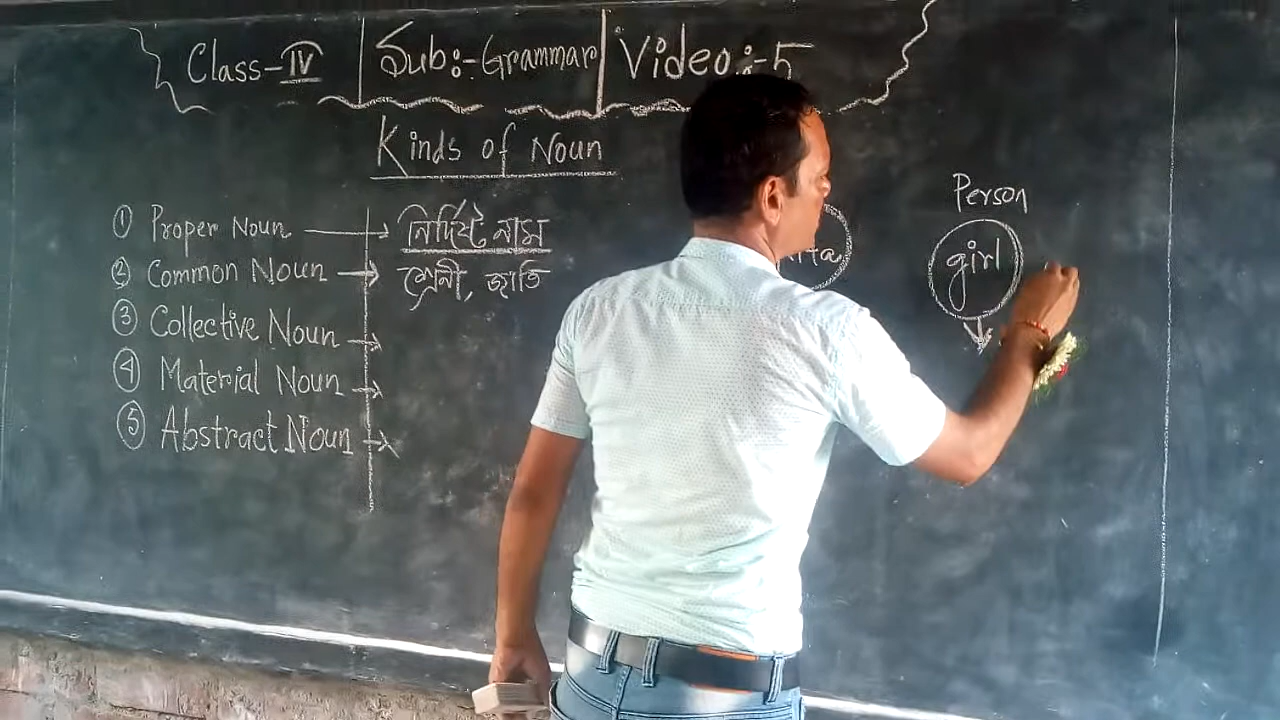 Class-IV Sub:-Grammar Video:-5
Kinds of Noun
① Proper Noun → নির্দিষ্ট নাম
② Common Noun → শ্রেনী, জাতি
③ Collective Noun →
④ Material Noun →
⑤ Abstract Noun →
Person
girl